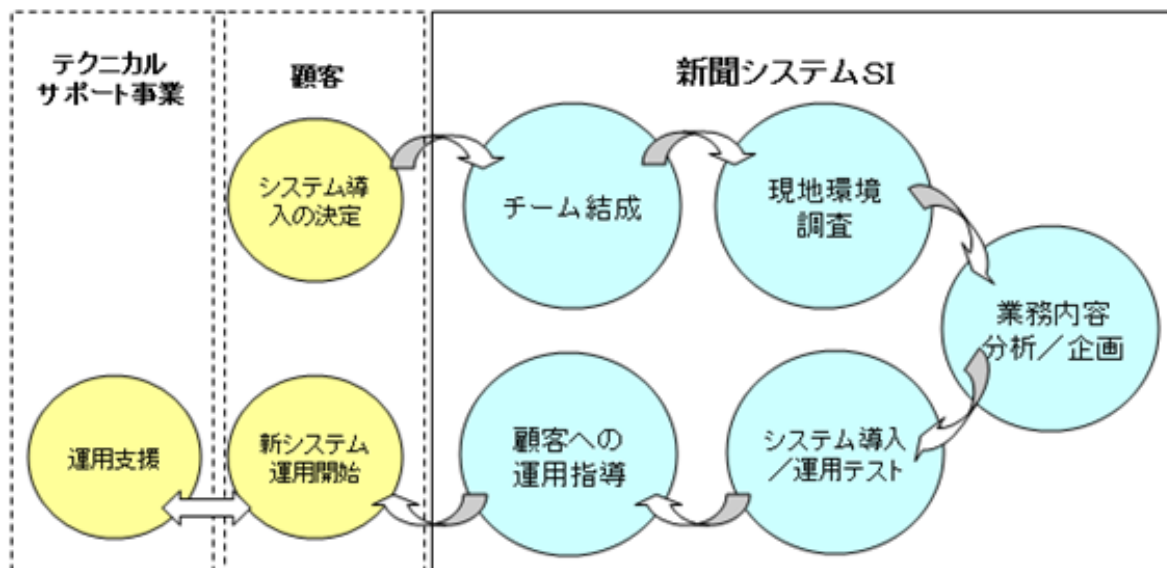 テクニカル
サポート事業
顧客
新聞システムSI
システム導
入の決定
チーム結成
現地環境
調査
業務内容
分析／企画
システム導入
／運用テスト
顧客への
運用指導
新システム
運用開始
運用支援